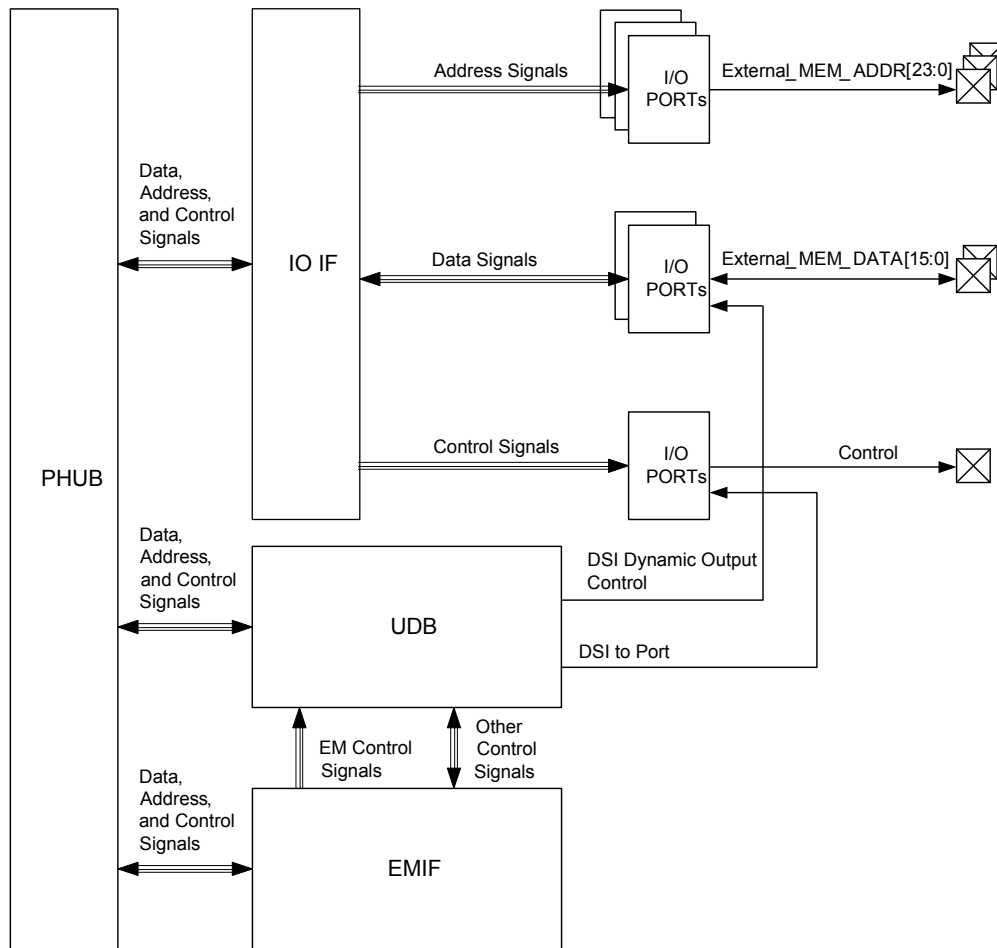 Address Signals
I/O
PORTs
External_MEM_ADDR[23:0]
Data,
Address,
and Control
Signals
IO IF
Data Signals
I/O
PORTs
External_MEM_DATA[15:0]
Control Signals
I/O
PORTs
Control
PHUB
Data,
Address,
and Control
Signals
UDB
DSI Dynamic Output
Control
DSI to Port
EM Control
Signals
Other
Control
Signals
Data,
Address,
and Control
Signals
EMIF